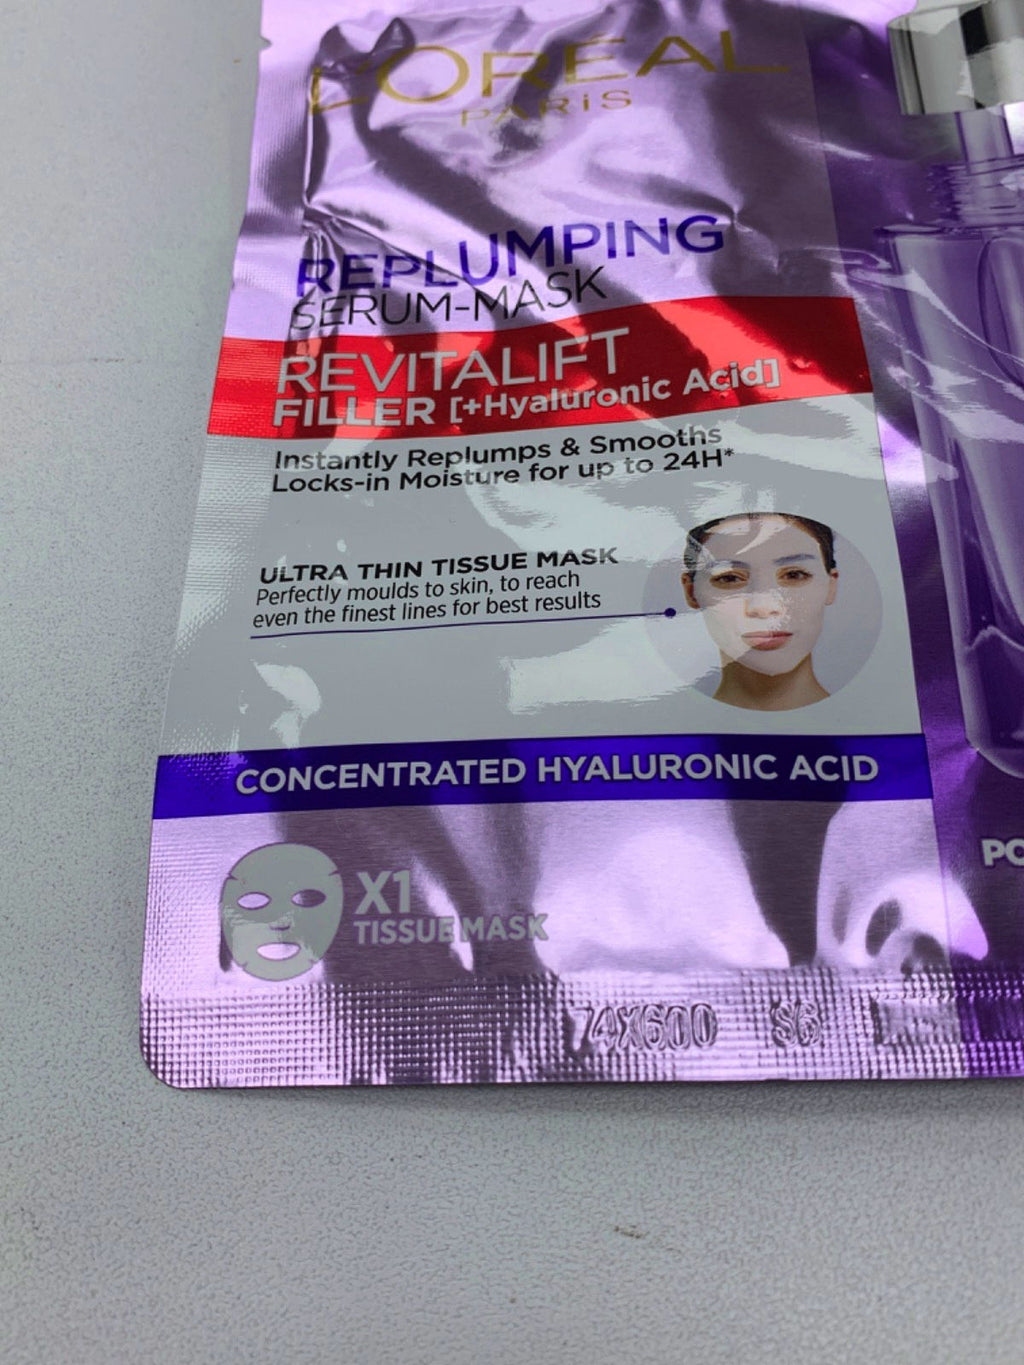 L'ORÉAL
PARiS
REPLUMPING
SERUM-MASK
REVITALIFT
FILLER [+Hyaluronic Acid]
Instantly Replumps & Smooths
Locks-in Moisture for up to 24H*
ULTRA THIN TISSUE MASK
Perfectly moulds to skin, to reach
even the finest lines for best results
CONCENTRATED HYALURONIC ACID
X1
TISSUE MASK
74X600